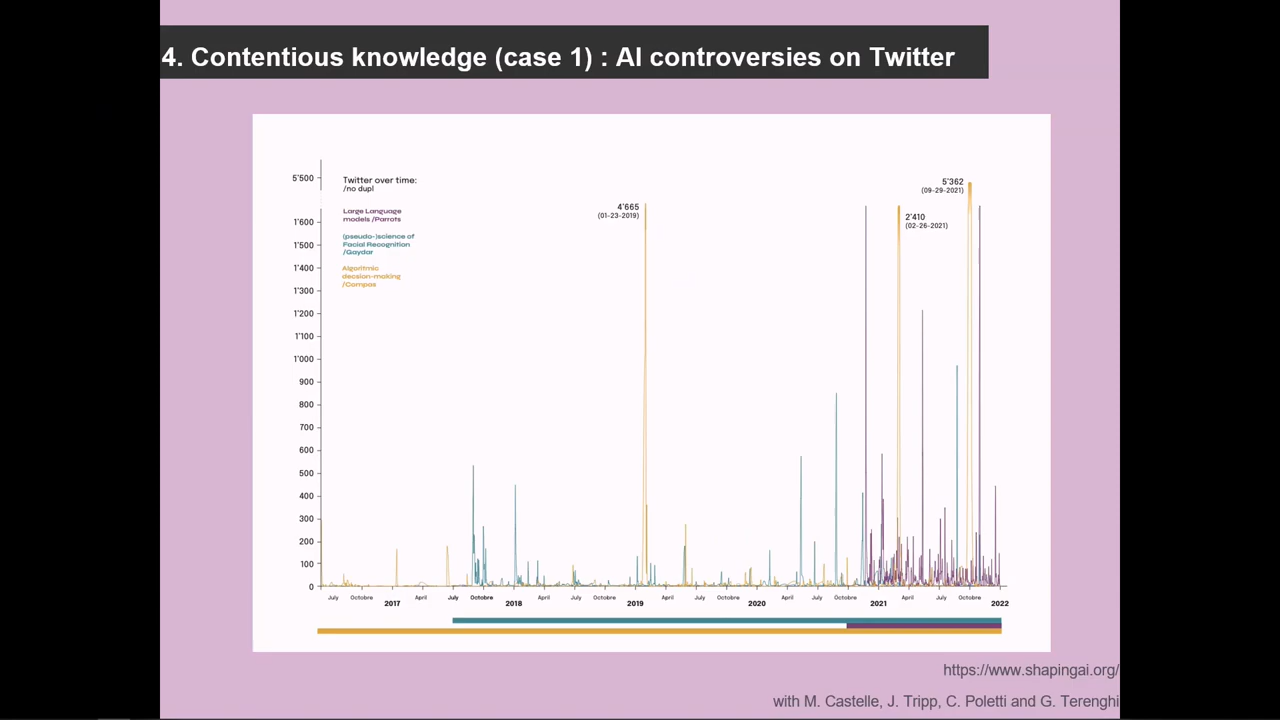 4. Contentious knowledge (case 1) : AI controversies on Twitter
5'500
Twitter over time:
/no dupl
Large Language
models /Parrots
(pseudo-)science of
Facial Recognition
/Gaydar
Algoritmic
decsion-making
/Compas
4'665
(01-23-2019)
5'362
(09-29-2021)
2'410
(02-26-2021)
1'600
1'500
1'400
1'300
1'200
1'100
1'000
900
800
700
600
500
400
300
200
100
0
July Octobre 2017 April July Octobre 2018 April July Octobre 2019 April July Octobre 2020 April July Octobre 2021 April July Octobre 2022
https://www.shapingai.org/
with M. Castelle, J. Tripp, C. Poletti and G. Terenghi